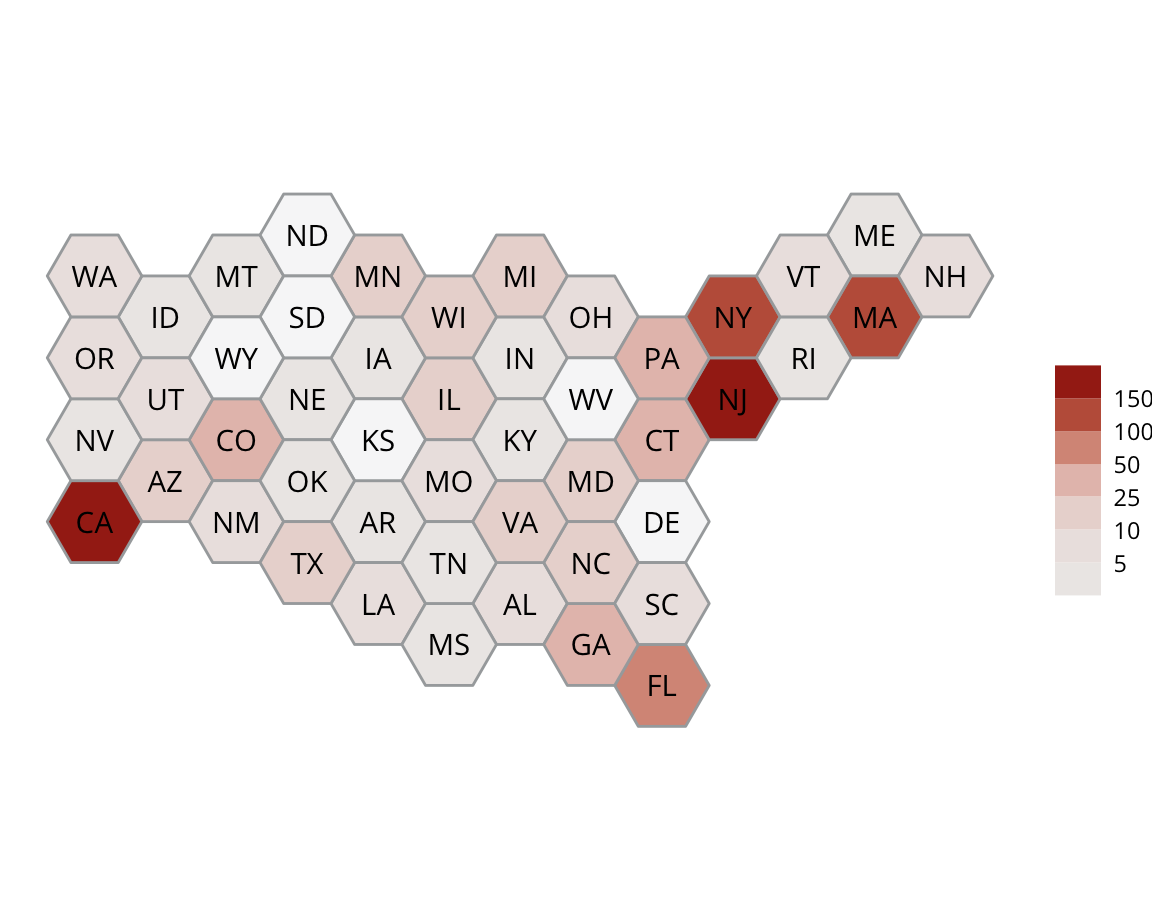 ND
ME
WA
MT
MN
MI
VT
NH
ID
SD
WI
OH
NY
MA
OR
WY
IA
IN
PA
RI
UT
NE
IL
WV
NJ
NV
CO
KS
KY
CT
AZ
OK
MO
MD
CA
NM
AR
VA
DE
TX
TN
NC
LA
AL
SC
MS
GA
FL
150
100
50
25
10
5